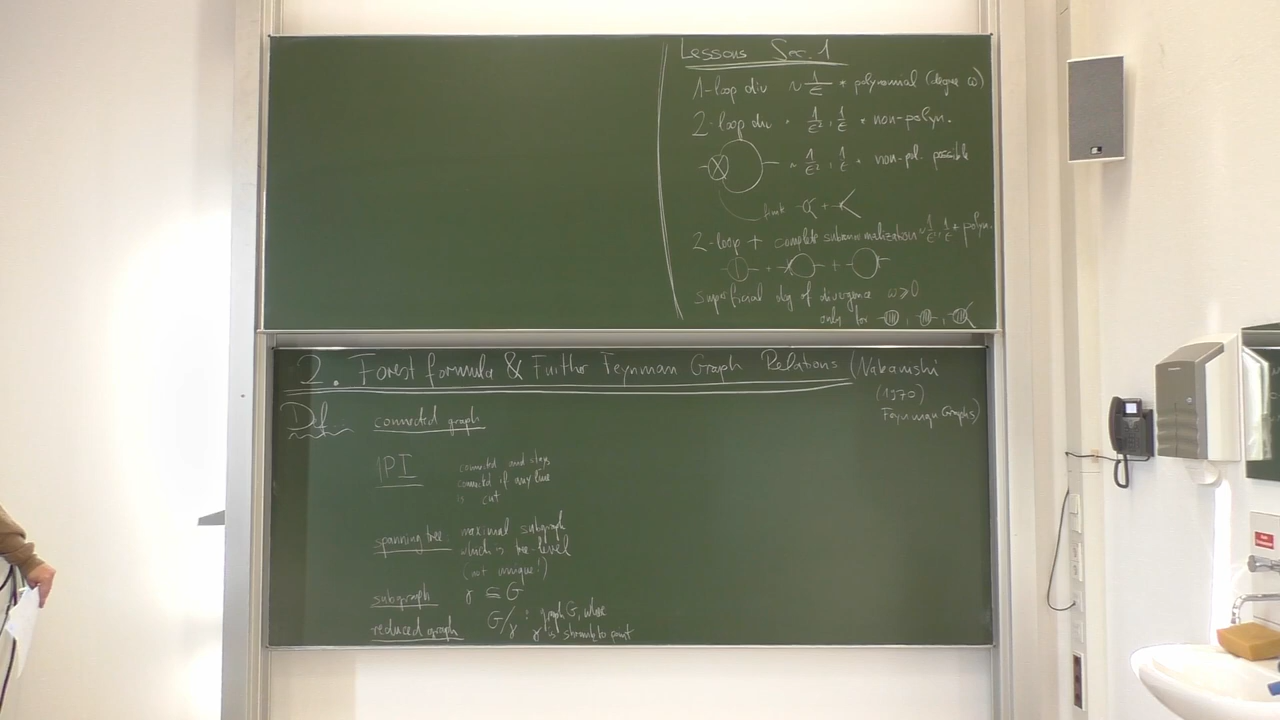 Lessons Sec. 1
1-loop div ~ 1/ε * polynomial (degree ω)
2-loop div ~ 1/ε², 1/ε * non-polyn.
~ 1/ε², 1/ε * non-pol. possible
finite
2-loop + complete subrenormalization ~ 1/ε², 1/ε * polyn.
superficial deg of divergence ω ≥ 0
only for
2. Forest formula & Further Feynman Graph Relations (Nakanishi
(1970)
Feynman Graphs)
Def connected graph
1PI connected and stays
connected if any line
is cut
spanning tree: maximal subgraph
which is tree-level
(not unique!)
subgraph γ ⊆ G
reduced graph G/γ : graph G, where
γ is shrunk to point